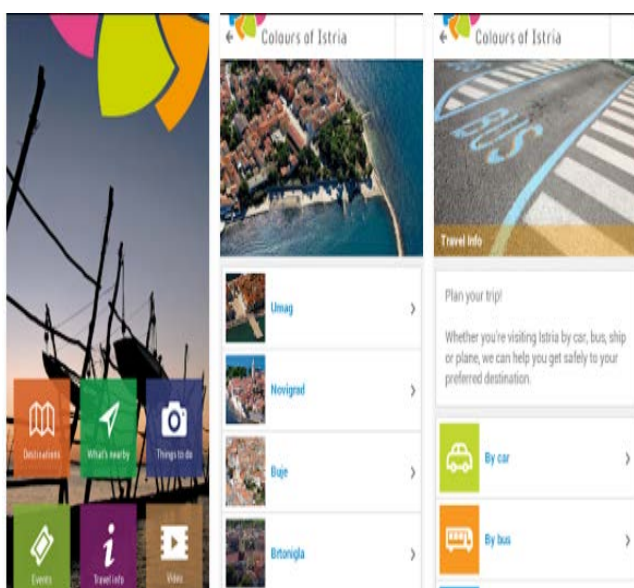 Destinations
What's nearby
Things to do
Events
Travel info
Video
Colours of Istria
Umag
Novigrad
Buje
Brtonigla
Colours of Istria
BUS
Travel Info
Plan your trip!
Whether you're visiting Istria by car, bus, ship
or plane, we can help you get safely to your
preferred destination.
By car
By bus